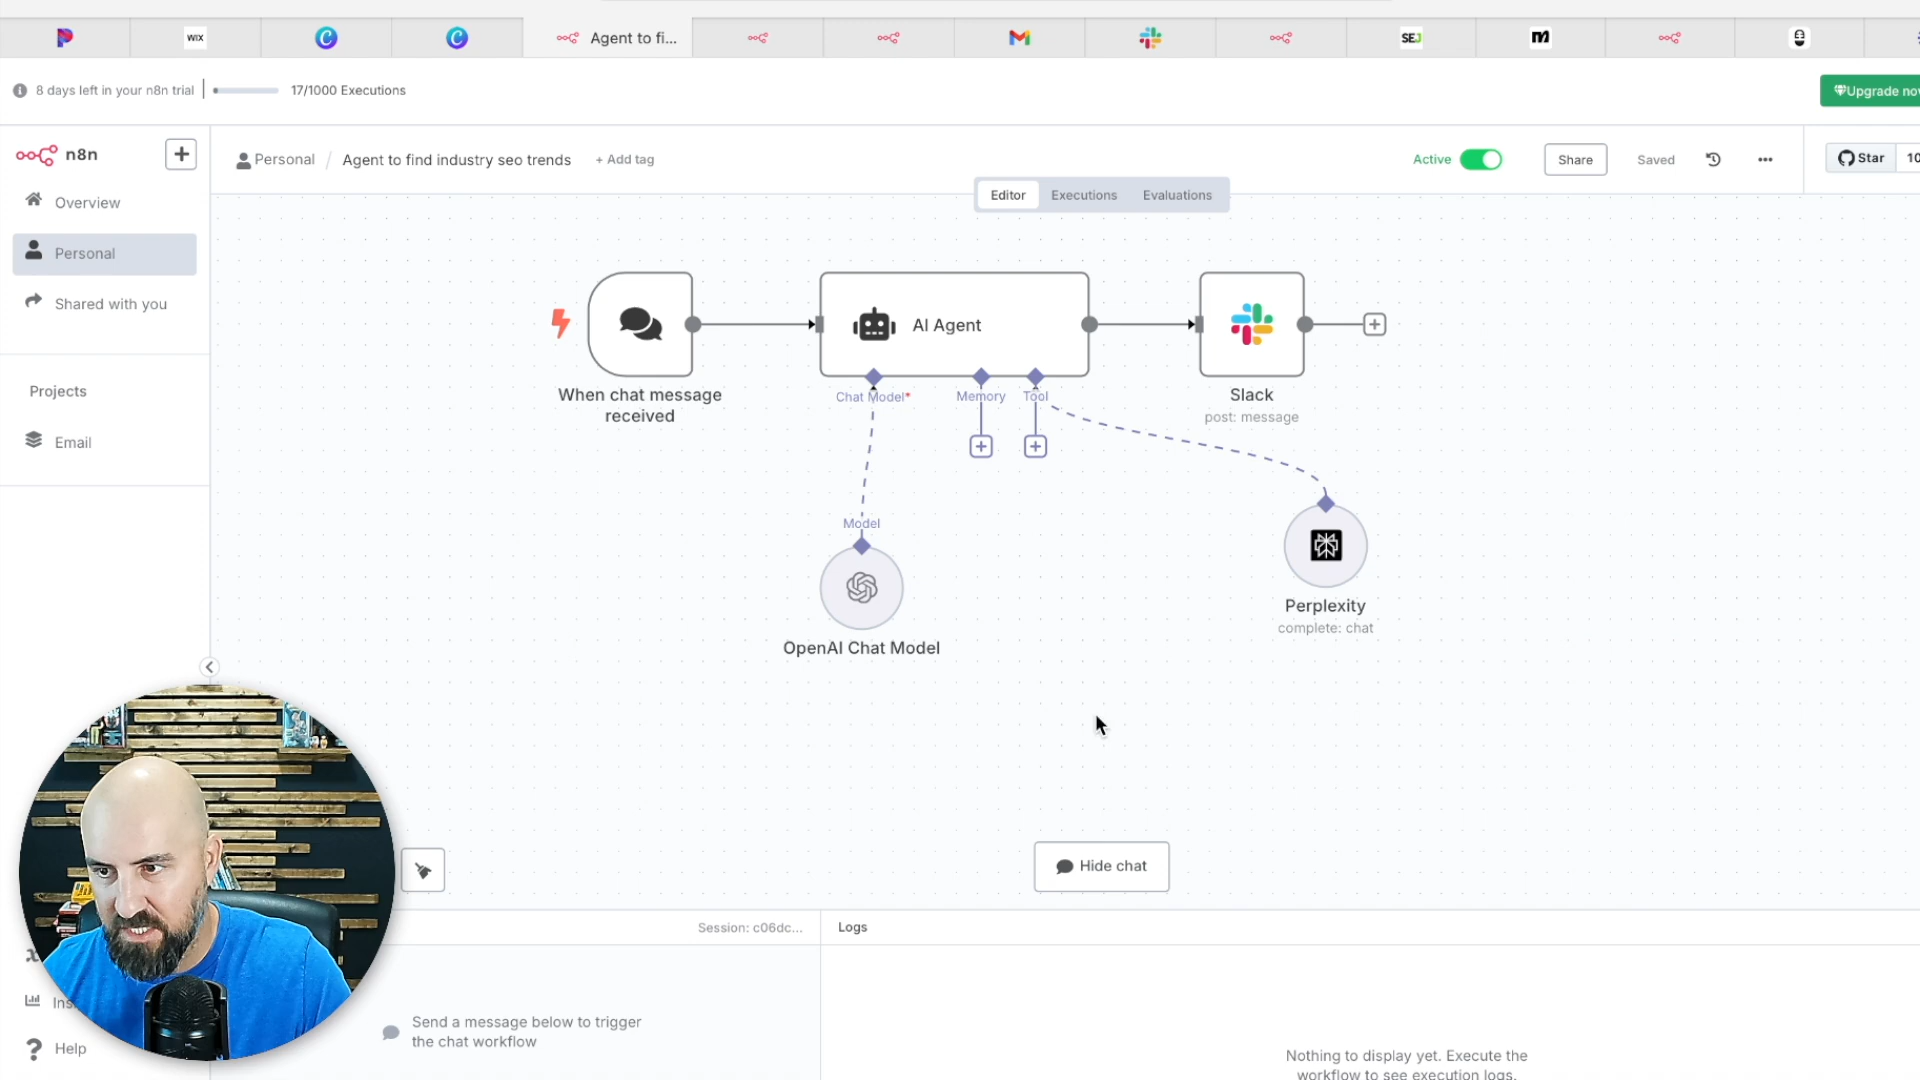 WIX
Agent to fi...
SEJ
8 days left in your n8n trial
17/1000 Executions
Upgrade no
n8n
Personal / Agent to find industry seo trends
+ Add tag
Active
Share
Saved
Star
10
Overview
Personal
Shared with you
Projects
Email
Editor
Executions
Evaluations
When chat message
received
AI Agent
Chat Model*
Memory
Tool
Slack
post: message
Model
OpenAI Chat Model
Perplexity
complete: chat
Hide chat
Session: c06dc...
Logs
Send a message below to trigger
the chat workflow
Nothing to display yet. Execute the
workflow to see execution logs.
Ins
Help